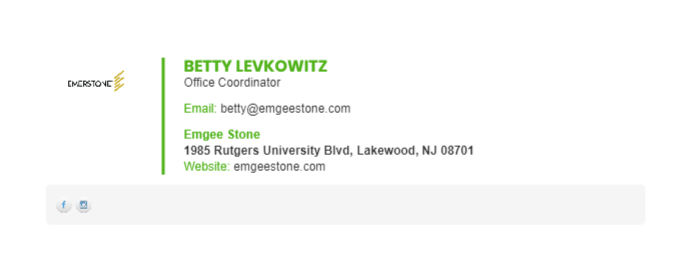 EMERSTONE
BETTY LEVKOWITZ
Office Coordinator
Email: betty@emgeestone.com
Emgee Stone
1985 Rutgers University Blvd, Lakewood, NJ 08701
Website: emgeestone.com